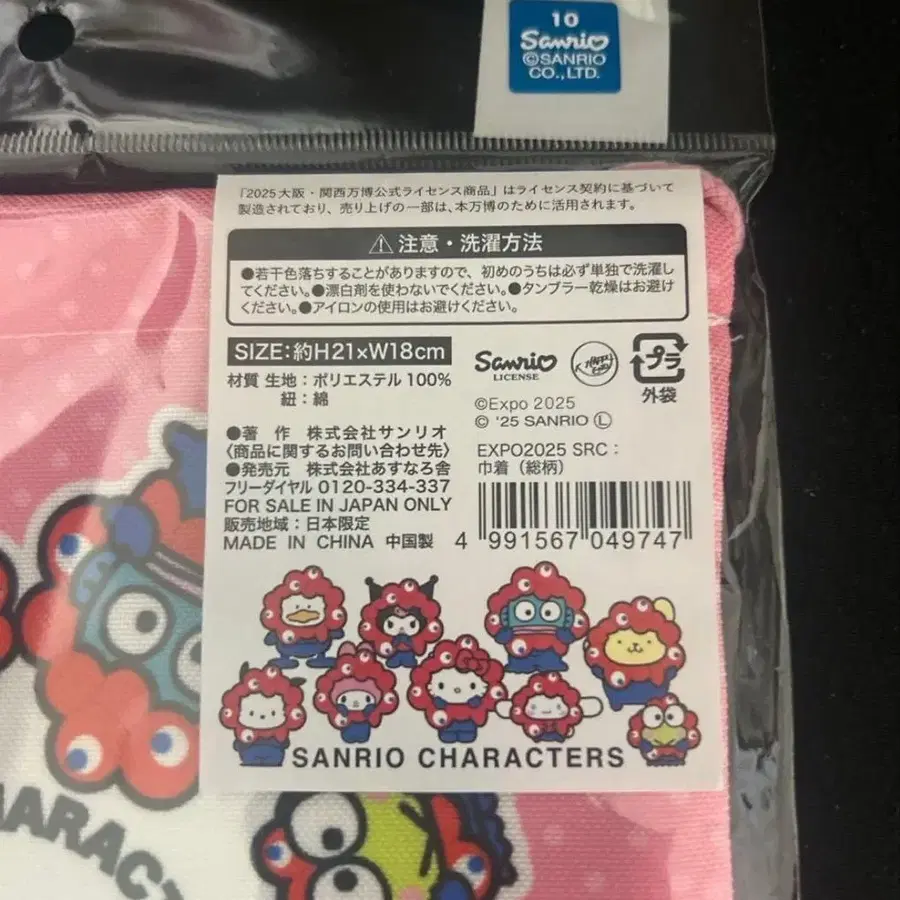 10
Sanrio
©SANRIO
CO.,LTD.
「2025大阪・関西万博公式ライセンス商品」はライセンス契約に基づいて
製造されており、売り上げの一部は、本万博のために活用されます。
⚠注意・洗濯方法
●若干色落ちすることがありますので、初めのうちは必ず単独で洗濯し
てください。●漂白剤を使わないでください。●タンブラー乾燥はお避け
ください。●アイロンの使用はお避けください。
SIZE:約H21×W18cm
材質 生地：ポリエステル100%
紐：綿
Sanrio
LICENSE
プラ
外袋
©Expo 2025
© '25 SANRIO Ⓛ
●著　作　株式会社サンリオ
〈商品に関するお問い合わせ先〉
●発売元　株式会社あすなろ舎
フリーダイヤル 0120-334-337
FOR SALE IN JAPAN ONLY
販売地域：日本限定
MADE IN CHINA 中国製
EXPO2025 SRC：
巾着（総柄）
4 991567 049747
SANRIO CHARACTERS